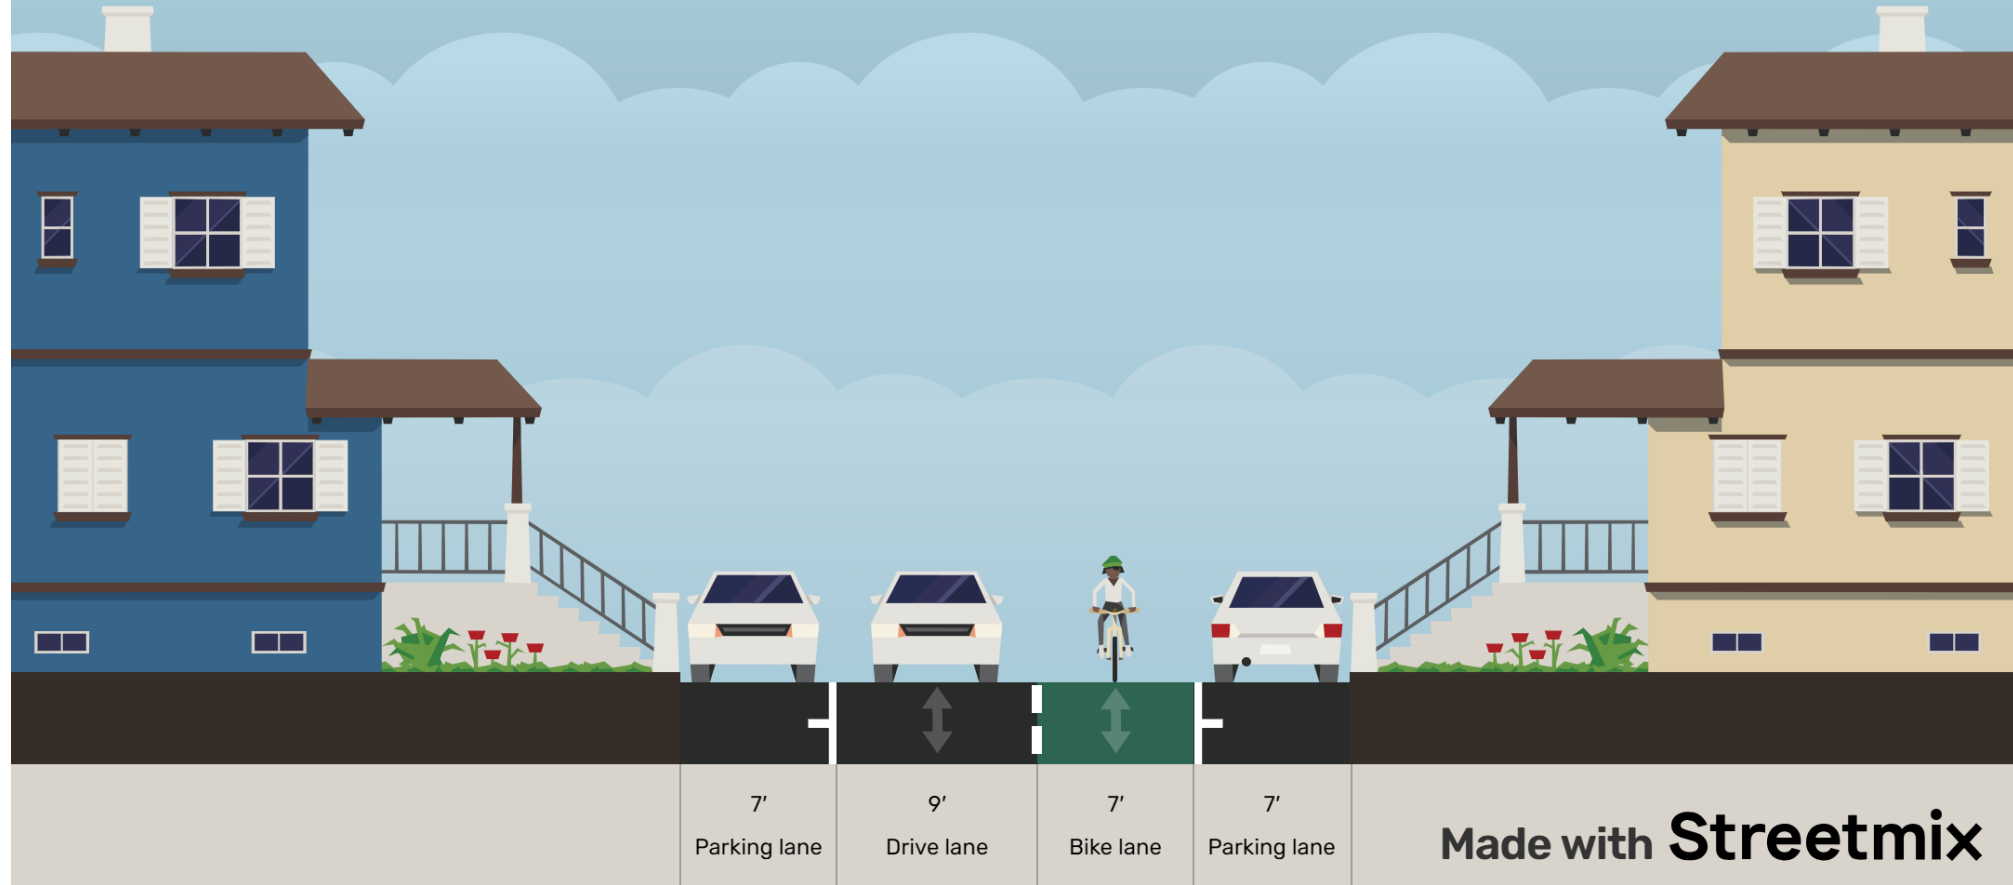 7′
Parking lane
9′
Drive lane
7′
Bike lane
7′
Parking lane
Made with Streetmix